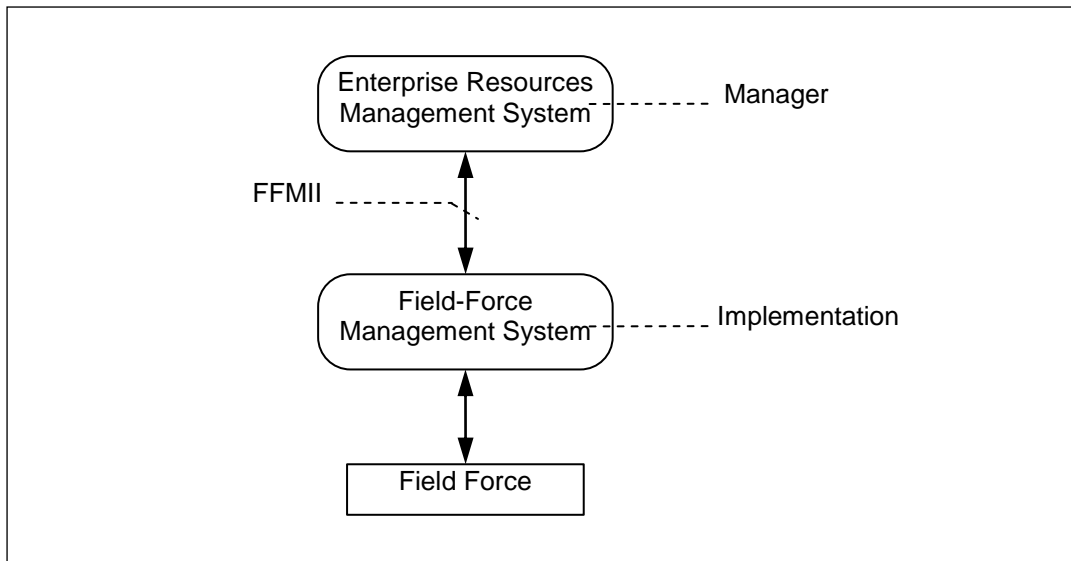 Enterprise Resources
Management System
Manager
FFMII
Field-Force
Management System
Implementation
Field Force